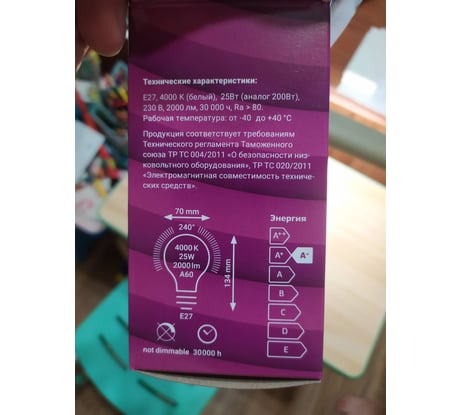 Технические характеристики:
E27, 4000 К (белый), 25Вт (аналог 200Вт),
230 В, 2000 лм, 30 000 ч, Ra > 80.
Рабочая температура: от -40 до +40 °C
Продукция соответствует требованиям
Технического регламента Таможенного
союза ТР ТС 004/2011 «О безопасности низ-
ковольтного оборудования», ТР ТС 020/2011
«Электромагнитная совместимость техниче-
ских средств».
70 mm
Энергия
240°
4000 K
25W
2000 lm
A60
134 mm
E27
A++
A+
A+
A
B
C
D
E
not dimmable
30000 h